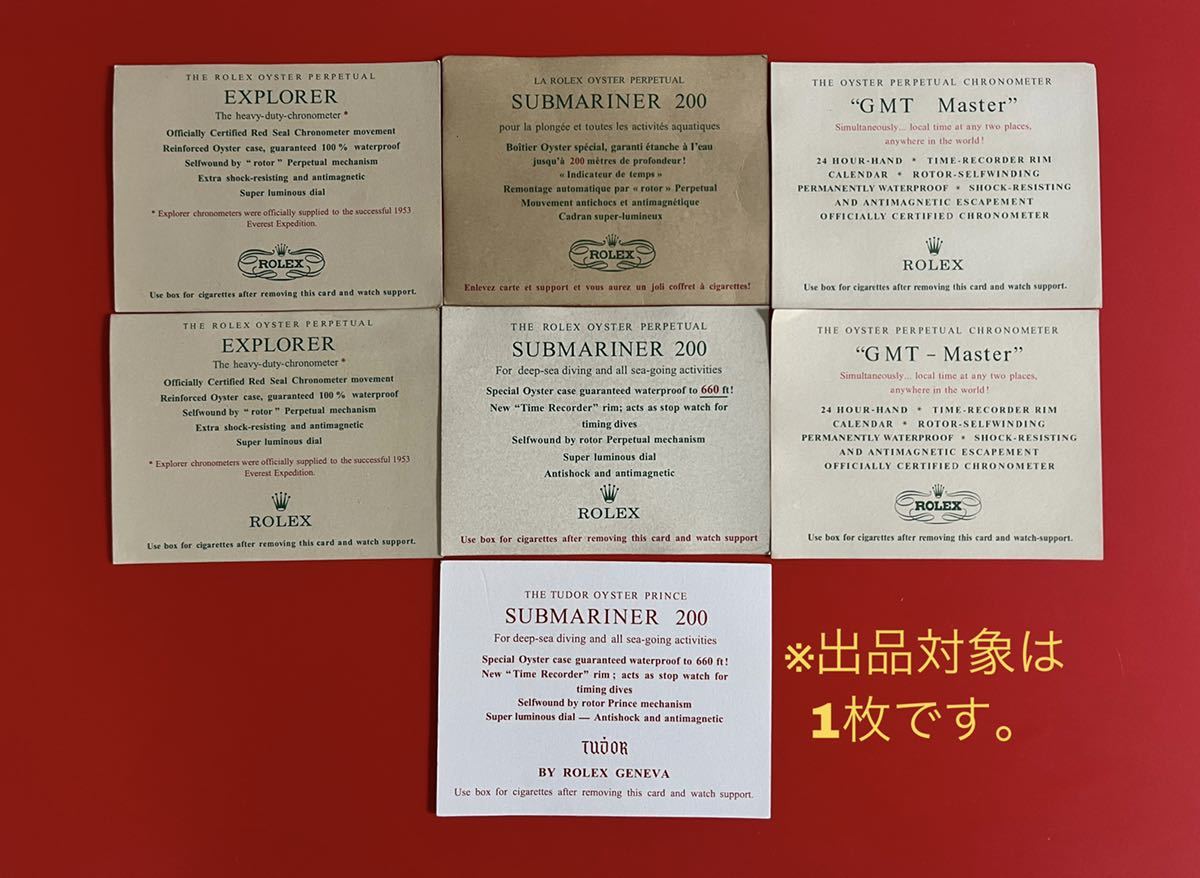 THE ROLEX OYSTER PERPETUAL
EXPLORER
The heavy-duty-chronometer *
Officially Certified Red Seal Chronometer movement
Reinforced Oyster case, guaranteed 100 % waterproof
Selfwound by “ rotor ” Perpetual mechanism
Extra shock-resisting and antimagnetic
Super luminous dial
* Explorer chronometers were officially supplied to the successful 1953
Everest Expedition.
ROLEX
Use box for cigarettes after removing this card and watch support.
LA ROLEX OYSTER PERPETUAL
SUBMARINER 200
pour la plongée et toutes les activités aquatiques
Boîtier Oyster spécial, garanti étanche à l'eau
jusqu'à 200 mètres de profondeur!
« Indicateur de temps »
Remontage automatique par « rotor » Perpetual
Mouvement antichocs et antimagnétique
Cadran super-lumineux
ROLEX
Enlevez carte et support et vous aurez un joli coffret à cigarettes!
THE OYSTER PERPETUAL CHRONOMETER
“GMT Master”
Simultaneously... local time at any two places,
anywhere in the world !
24 HOUR-HAND * TIME-RECORDER RIM
CALENDAR * ROTOR-SELFWINDING
PERMANENTLY WATERPROOF * SHOCK-RESISTING
AND ANTIMAGNETIC ESCAPEMENT
OFFICIALLY CERTIFIED CHRONOMETER
ROLEX
Use box for cigarettes after removing this card and watch-support.
THE ROLEX OYSTER PERPETUAL
EXPLORER
The heavy-duty-chronometer *
Officially Certified Red Seal Chronometer movement
Reinforced Oyster case, guaranteed 100 % waterproof
Selfwound by “ rotor ” Perpetual mechanism
Extra shock-resisting and antimagnetic
Super luminous dial
* Explorer chronometers were officially supplied to the successful 1953
Everest Expedition.
ROLEX
Use box for cigarettes after removing this card and watch support.
THE ROLEX OYSTER PERPETUAL
SUBMARINER 200
For deep-sea diving and all sea-going activities
Special Oyster case guaranteed waterproof to 660 ft!
New “Time Recorder” rim; acts as stop watch for
timing dives
Selfwound by rotor Perpetual mechanism
Super luminous dial
Antishock and antimagnetic
ROLEX
Use box for cigarettes after removing this card and watch support
THE OYSTER PERPETUAL CHRONOMETER
“GMT – Master”
Simultaneously... local time at any two places,
anywhere in the world !
24 HOUR-HAND * TIME-RECORDER RIM
CALENDAR * ROTOR-SELFWINDING
PERMANENTLY WATERPROOF * SHOCK-RESISTING
AND ANTIMAGNETIC ESCAPEMENT
OFFICIALLY CERTIFIED CHRONOMETER
ROLEX
Use box for cigarettes after removing this card and watch-support.
THE TUDOR OYSTER PRINCE
SUBMARINER 200
For deep-sea diving and all sea-going activities
Special Oyster case guaranteed waterproof to 660 ft!
New “Time Recorder” rim ; acts as stop watch for
timing dives
Selfwound by rotor Prince mechanism
Super luminous dial — Antishock and antimagnetic
TUDOR
BY ROLEX GENEVA
Use box for cigarettes after removing this card and watch support.
※出品対象は
1枚です。